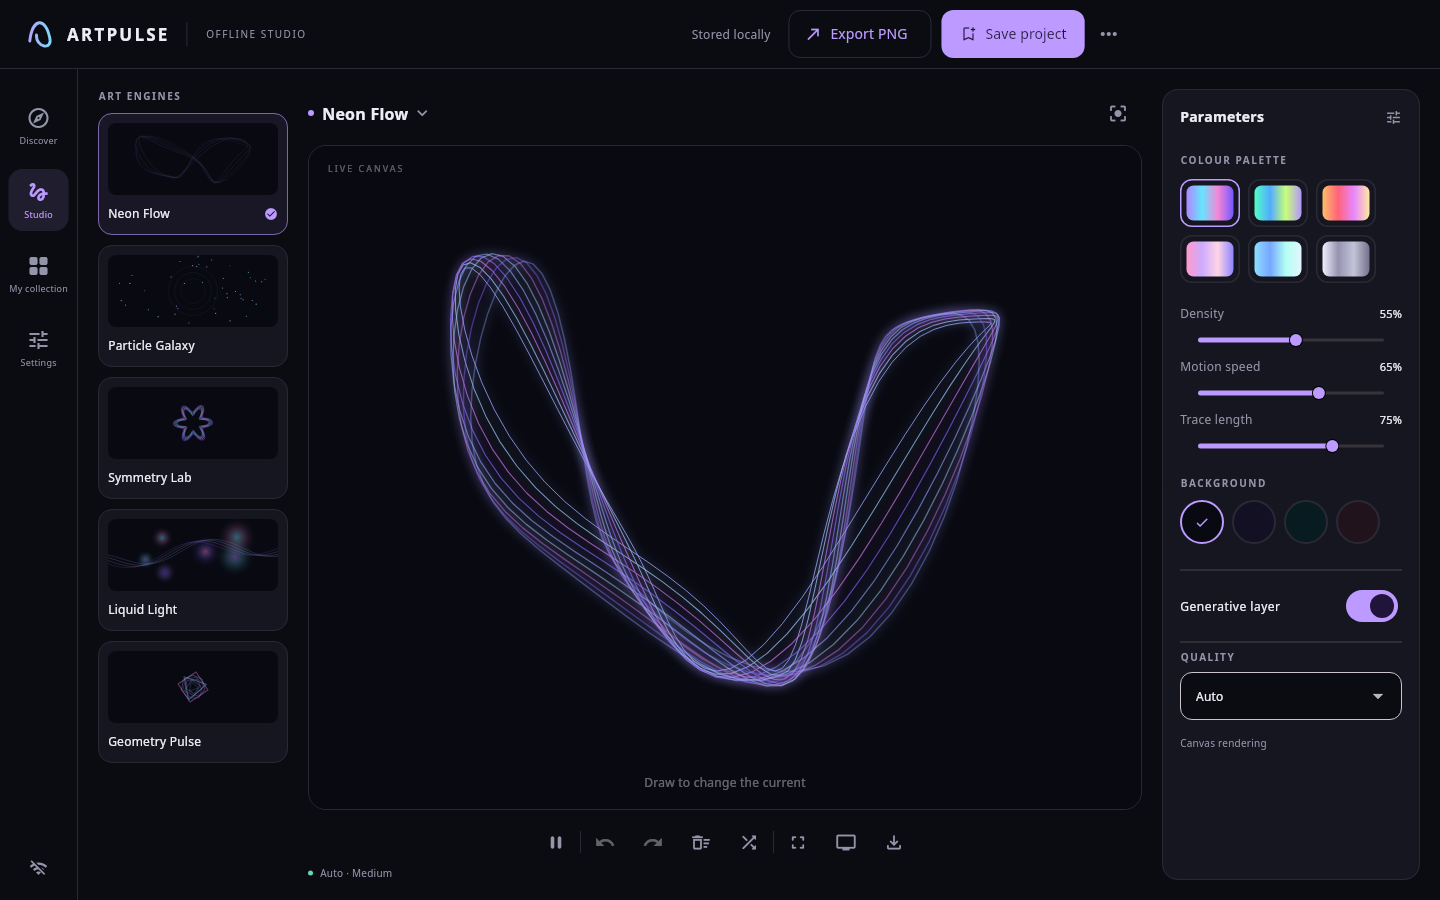 ARTPULSE
OFFLINE STUDIO
Stored locally
Export PNG
Save project
Discover
Studio
My collection
Settings
ART ENGINES
Neon Flow
Particle Galaxy
Symmetry Lab
Liquid Light
Geometry Pulse
Neon Flow
LIVE CANVAS
Draw to change the current
Auto · Medium
Parameters
COLOUR PALETTE
Density 55%
Motion speed 65%
Trace length 75%
BACKGROUND
Generative layer
QUALITY
Auto
Canvas rendering